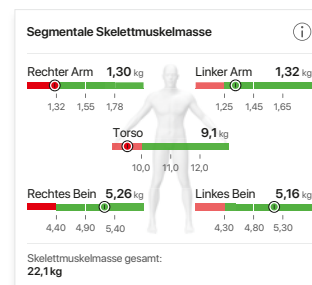 Segmentale Skelettmuskelmasse
Rechter Arm 1,30 kg
Linker Arm 1,32 kg
1,32 1,55 1,78
1,25 1,45 1,65
Torso 9,1 kg
10,0 11,0 12,0
Rechtes Bein 5,26 kg
Linkes Bein 5,16 kg
4,40 4,90 5,40
4,30 4,80 5,30
Skelettmuskelmasse gesamt:
22,1 kg